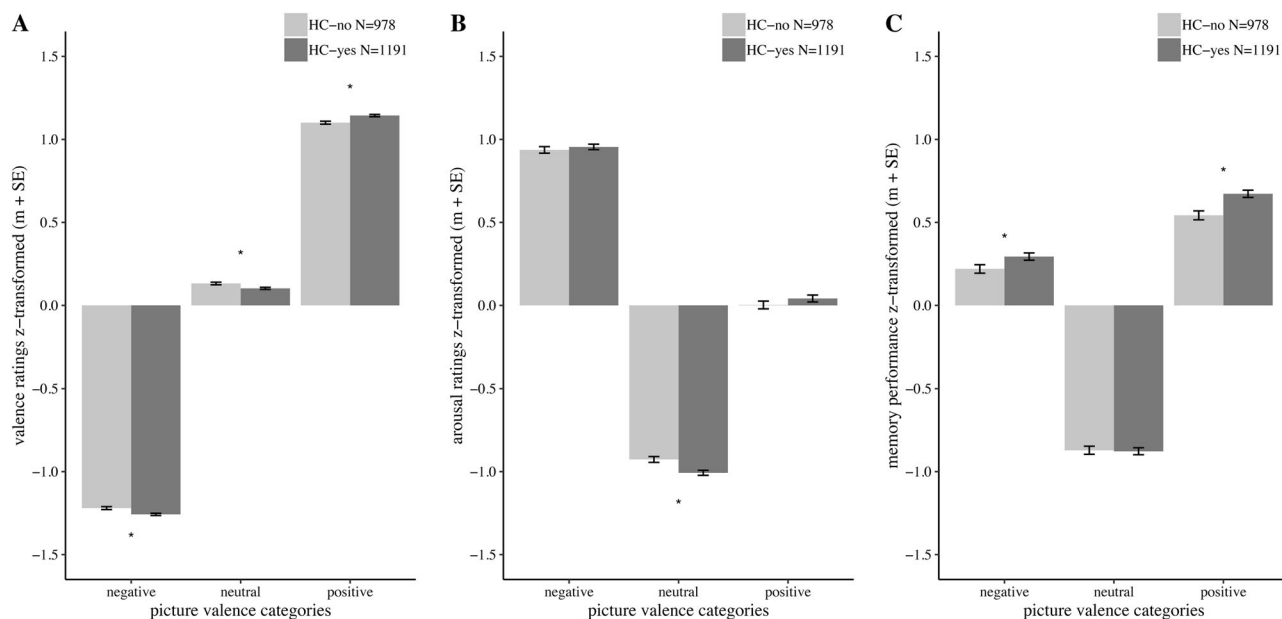 A
HC−no N=978
HC−yes N=1191
valence ratings z−transformed (m + SE)
1.5
1.0
0.5
0.0
−0.5
−1.0
−1.5
*
*
*
negative neutral positive
picture valence categories
B
HC−no N=978
HC−yes N=1191
arousal ratings z−transformed (m + SE)
1.5
1.0
0.5
0.0
−0.5
−1.0
−1.5
*
negative neutral positive
picture valence categories
C
HC−no N=978
HC−yes N=1191
memory performance z−transformed (m + SE)
1.5
1.0
0.5
0.0
−0.5
−1.0
−1.5
*
*
negative neutral positive
picture valence categories